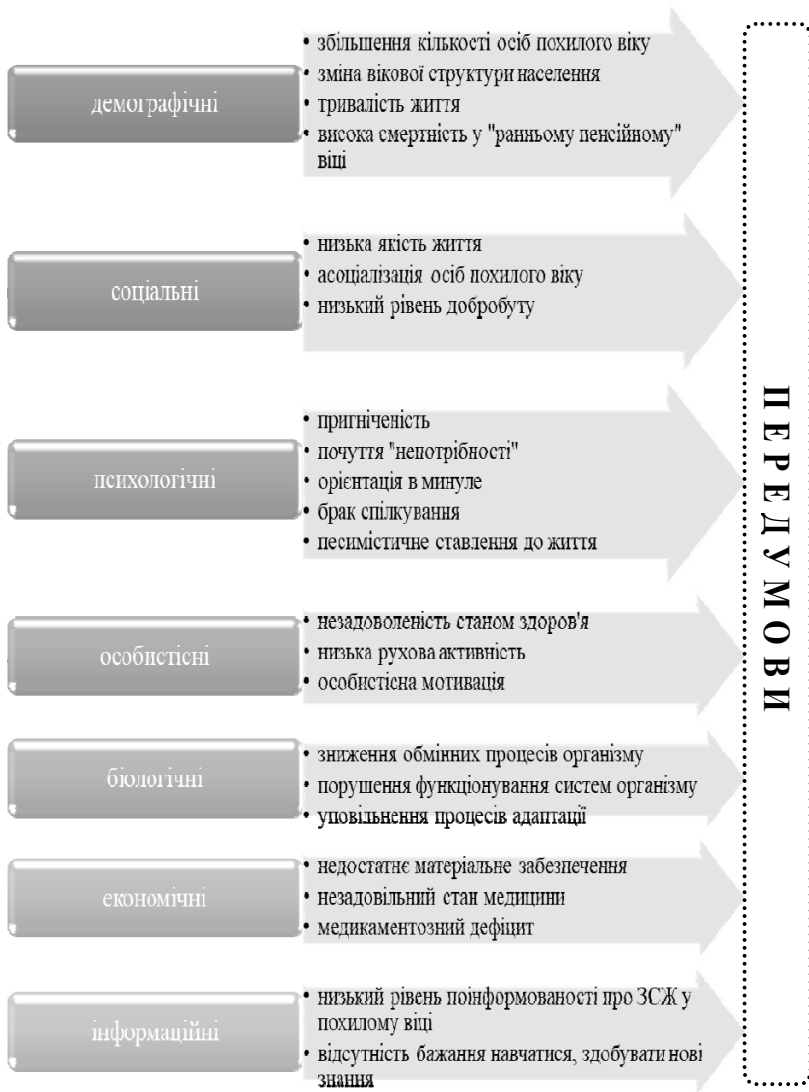 демографічні
• збільшення кількості осіб похилого віку
• зміна вікової структури населення
• тривалість життя
• висока смертність у "ранньому пенсійному"
віці
соціальні
• низька якість життя
• асоціалізація осіб похилого віку
• низький рівень добробуту
психологічні
• пригніченість
• почуття "непотрібності"
• орієнтація в минуле
• брак спілкування
• песимістичне ставлення до життя
особистісні
• незадоволеність станом здоров'я
• низька рухова активність
• особистісна мотивація
біологічні
• зниження обмінних процесів організму
• порушення функціонування систем організму
• уповільнення процесів адаптації
економічні
• недостатнє матеріальне забезпечення
• незадовільний стан медицини
• медикаментозний дефіцит
інформаційні
• низький рівень поінформованості про ЗСЖ у
похилому віці
• відсутність бажання навчатися, здобувати нові
знання
ПЕРЕДУМОВИ